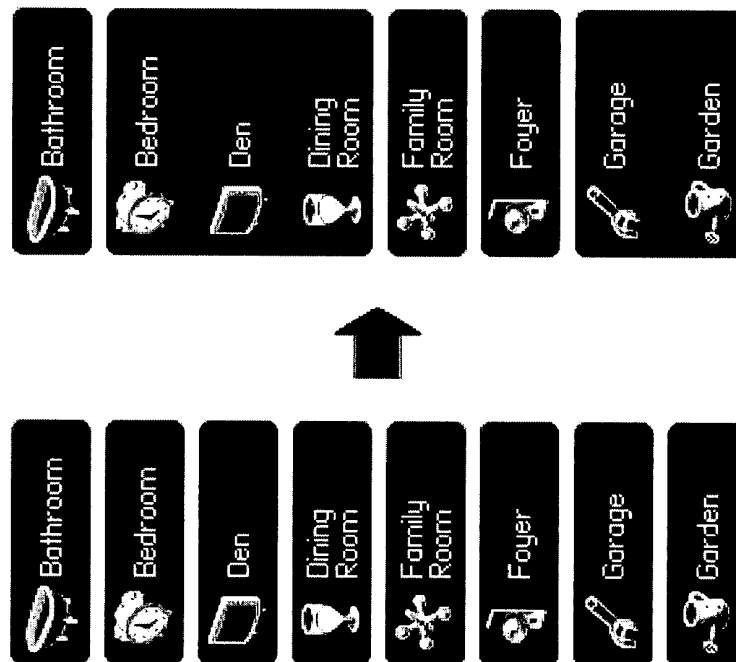 Bathroom
Bedroom
Den
Dining
Room
Family
Room
Foyer
Garage
Garden
Bathroom
Bedroom
Den
Dining
Room
Family
Room
Foyer
Garage
Garden